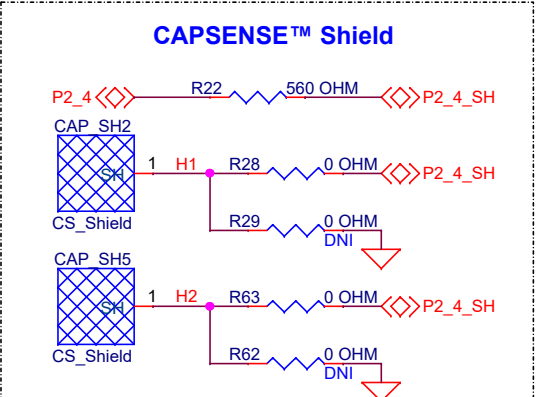 CAPSENSE™ Shield
P2_4 R22 560 OHM P2_4_SH
CAP_SH2
SH 1 H1 R28 0 OHM P2_4_SH
CS_Shield
R29 0 OHM
DNI
CAP_SH5
SH 1 H2 R63 0 OHM P2_4_SH
CS_Shield
R62 0 OHM
DNI